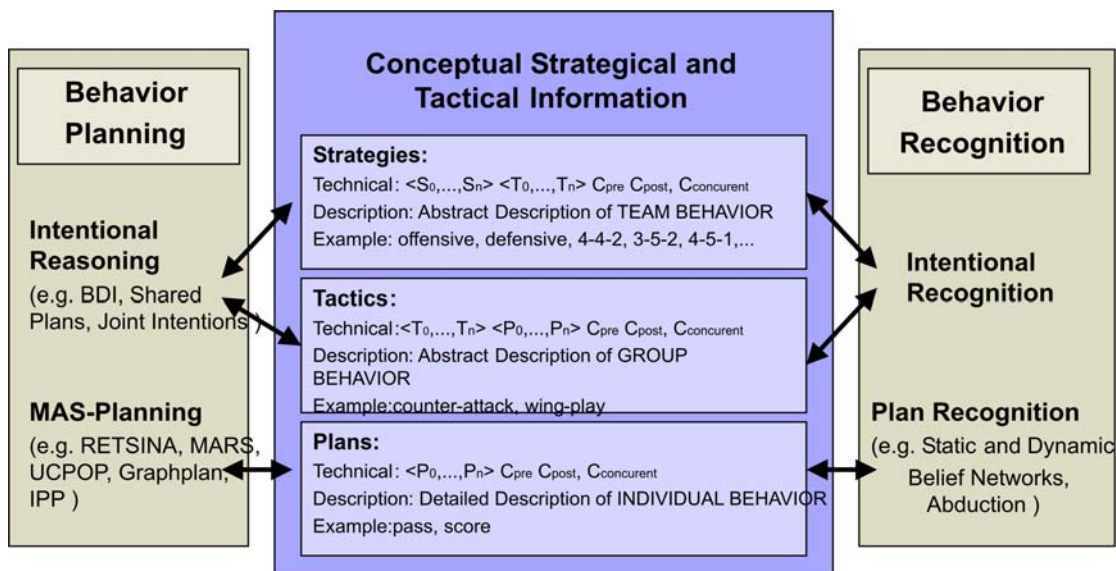 Behavior
Planning
Intentional
Reasoning
(e.g. BDI, Shared
Plans, Joint Intentions )
MAS-Planning
(e.g. RETSINA, MARS,
UCPOP, Graphplan,
IPP )
Conceptual Strategical and
Tactical Information
Strategies:
Technical: <S0,...,Sn> <T0,...,Tn> Cpre Cpost, Cconcurent
Description: Abstract Description of TEAM BEHAVIOR
Example: offensive, defensive, 4-4-2, 3-5-2, 4-5-1,...
Tactics:
Technical:<T0,...,Tn> <P0,...,Pn> Cpre Cpost, Cconcurent
Description: Abstract Description of GROUP
BEHAVIOR
Example:counter-attack, wing-play
Plans:
Technical: <P0,...,Pn> Cpre Cpost, Cconcurent
Description: Detailed Description of INDIVIDUAL BEHAVIOR
Example:pass, score
Behavior
Recognition
Intentional
Recognition
Plan Recognition
(e.g. Static and Dynamic
Belief Networks,
Abduction )